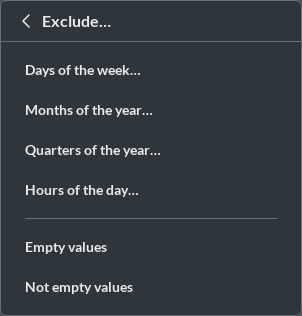 Exclude...
Days of the week...
Months of the year...
Quarters of the year...
Hours of the day...
Empty values
Not empty values